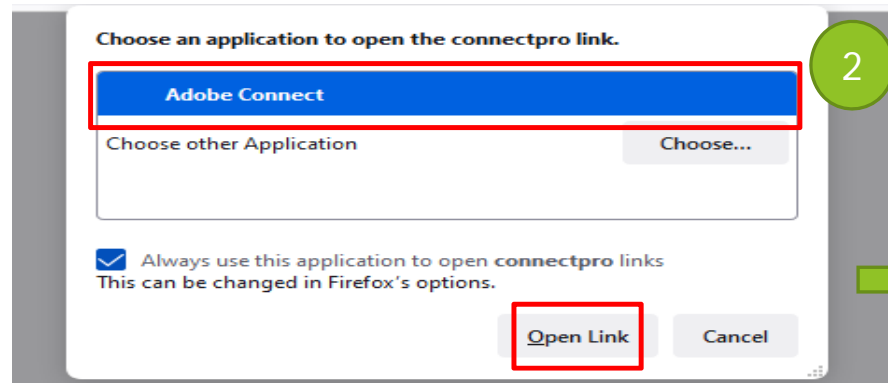 Choose an application to open the connectpro link.
2
Adobe Connect
Choose other Application Choose...
Always use this application to open connectpro links
This can be changed in Firefox's options.
Open Link Cancel